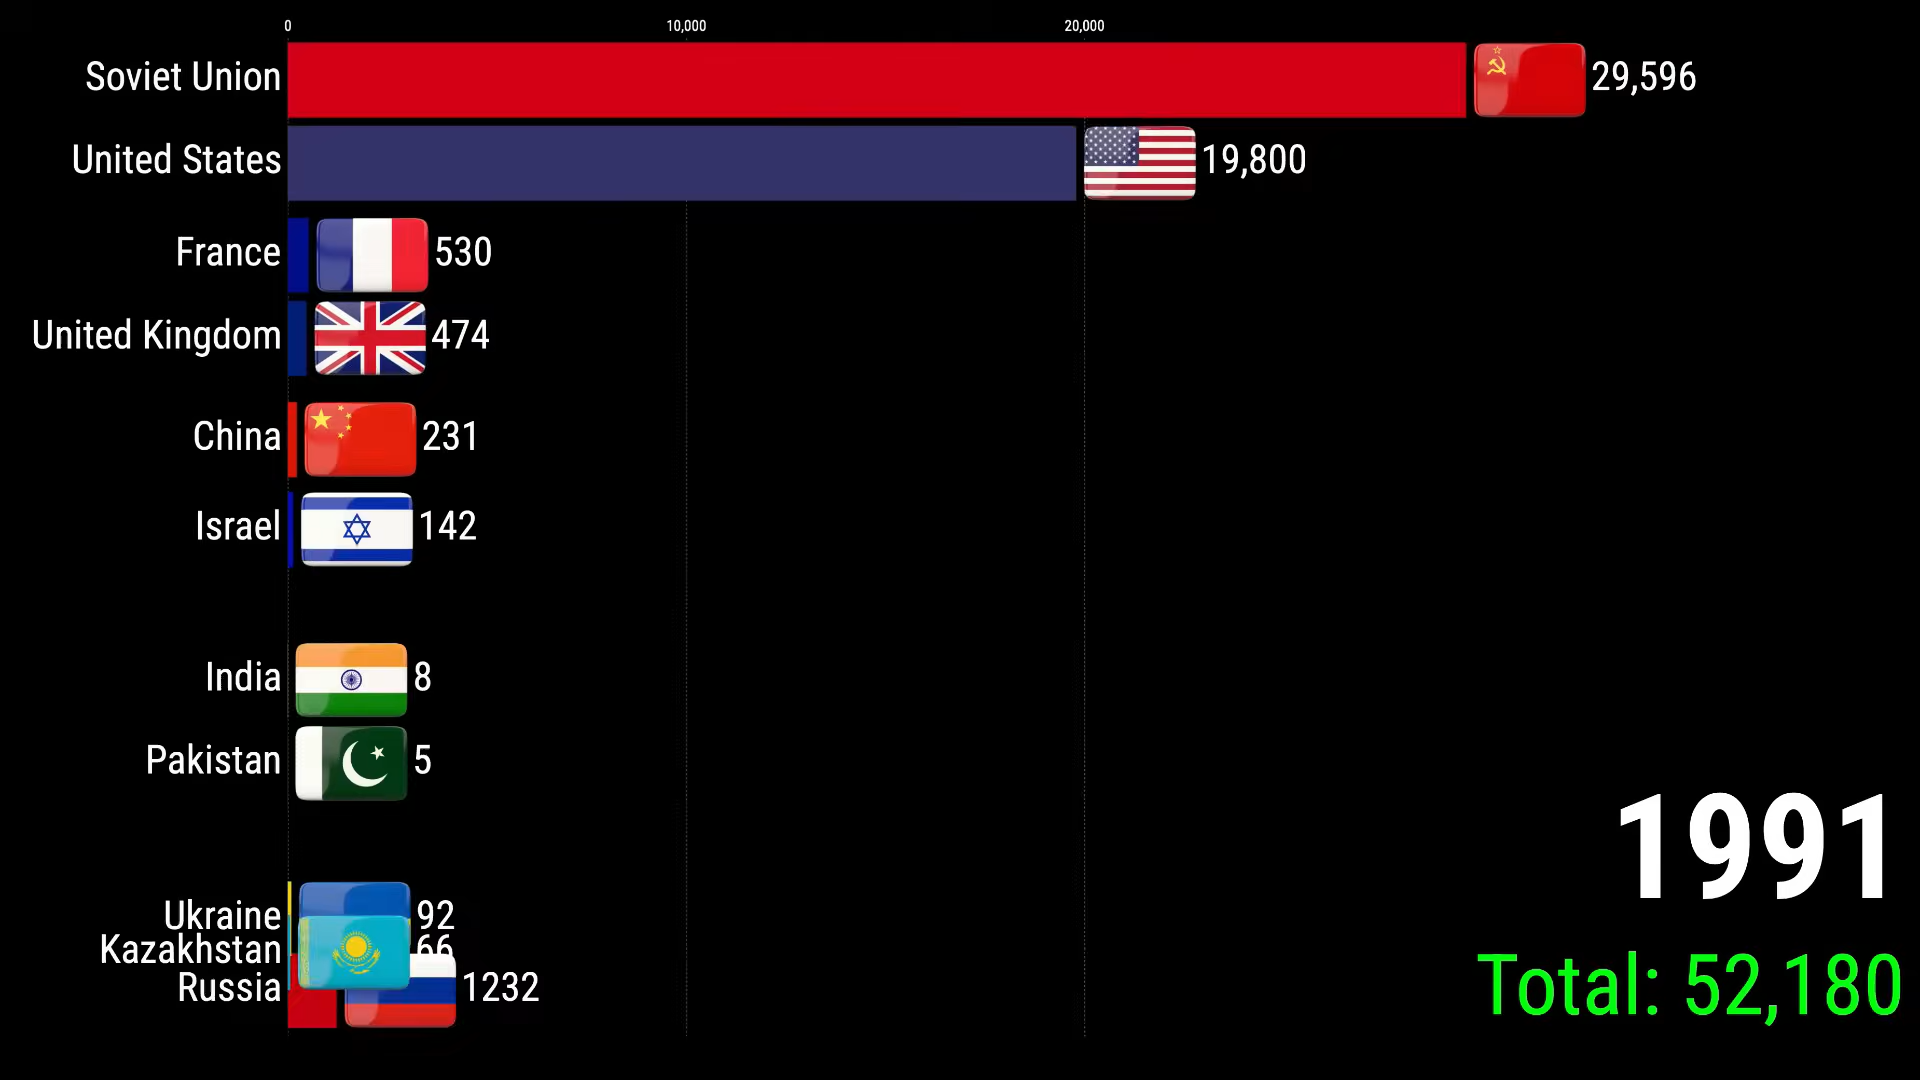 0 10,000 20,000
Soviet Union 29,596
United States 19,800
France 530
United Kingdom 474
China 231
Israel 142
India 8
Pakistan 5
1991
Ukraine 92
Kazakhstan 66
Russia 1232
Total: 52,180